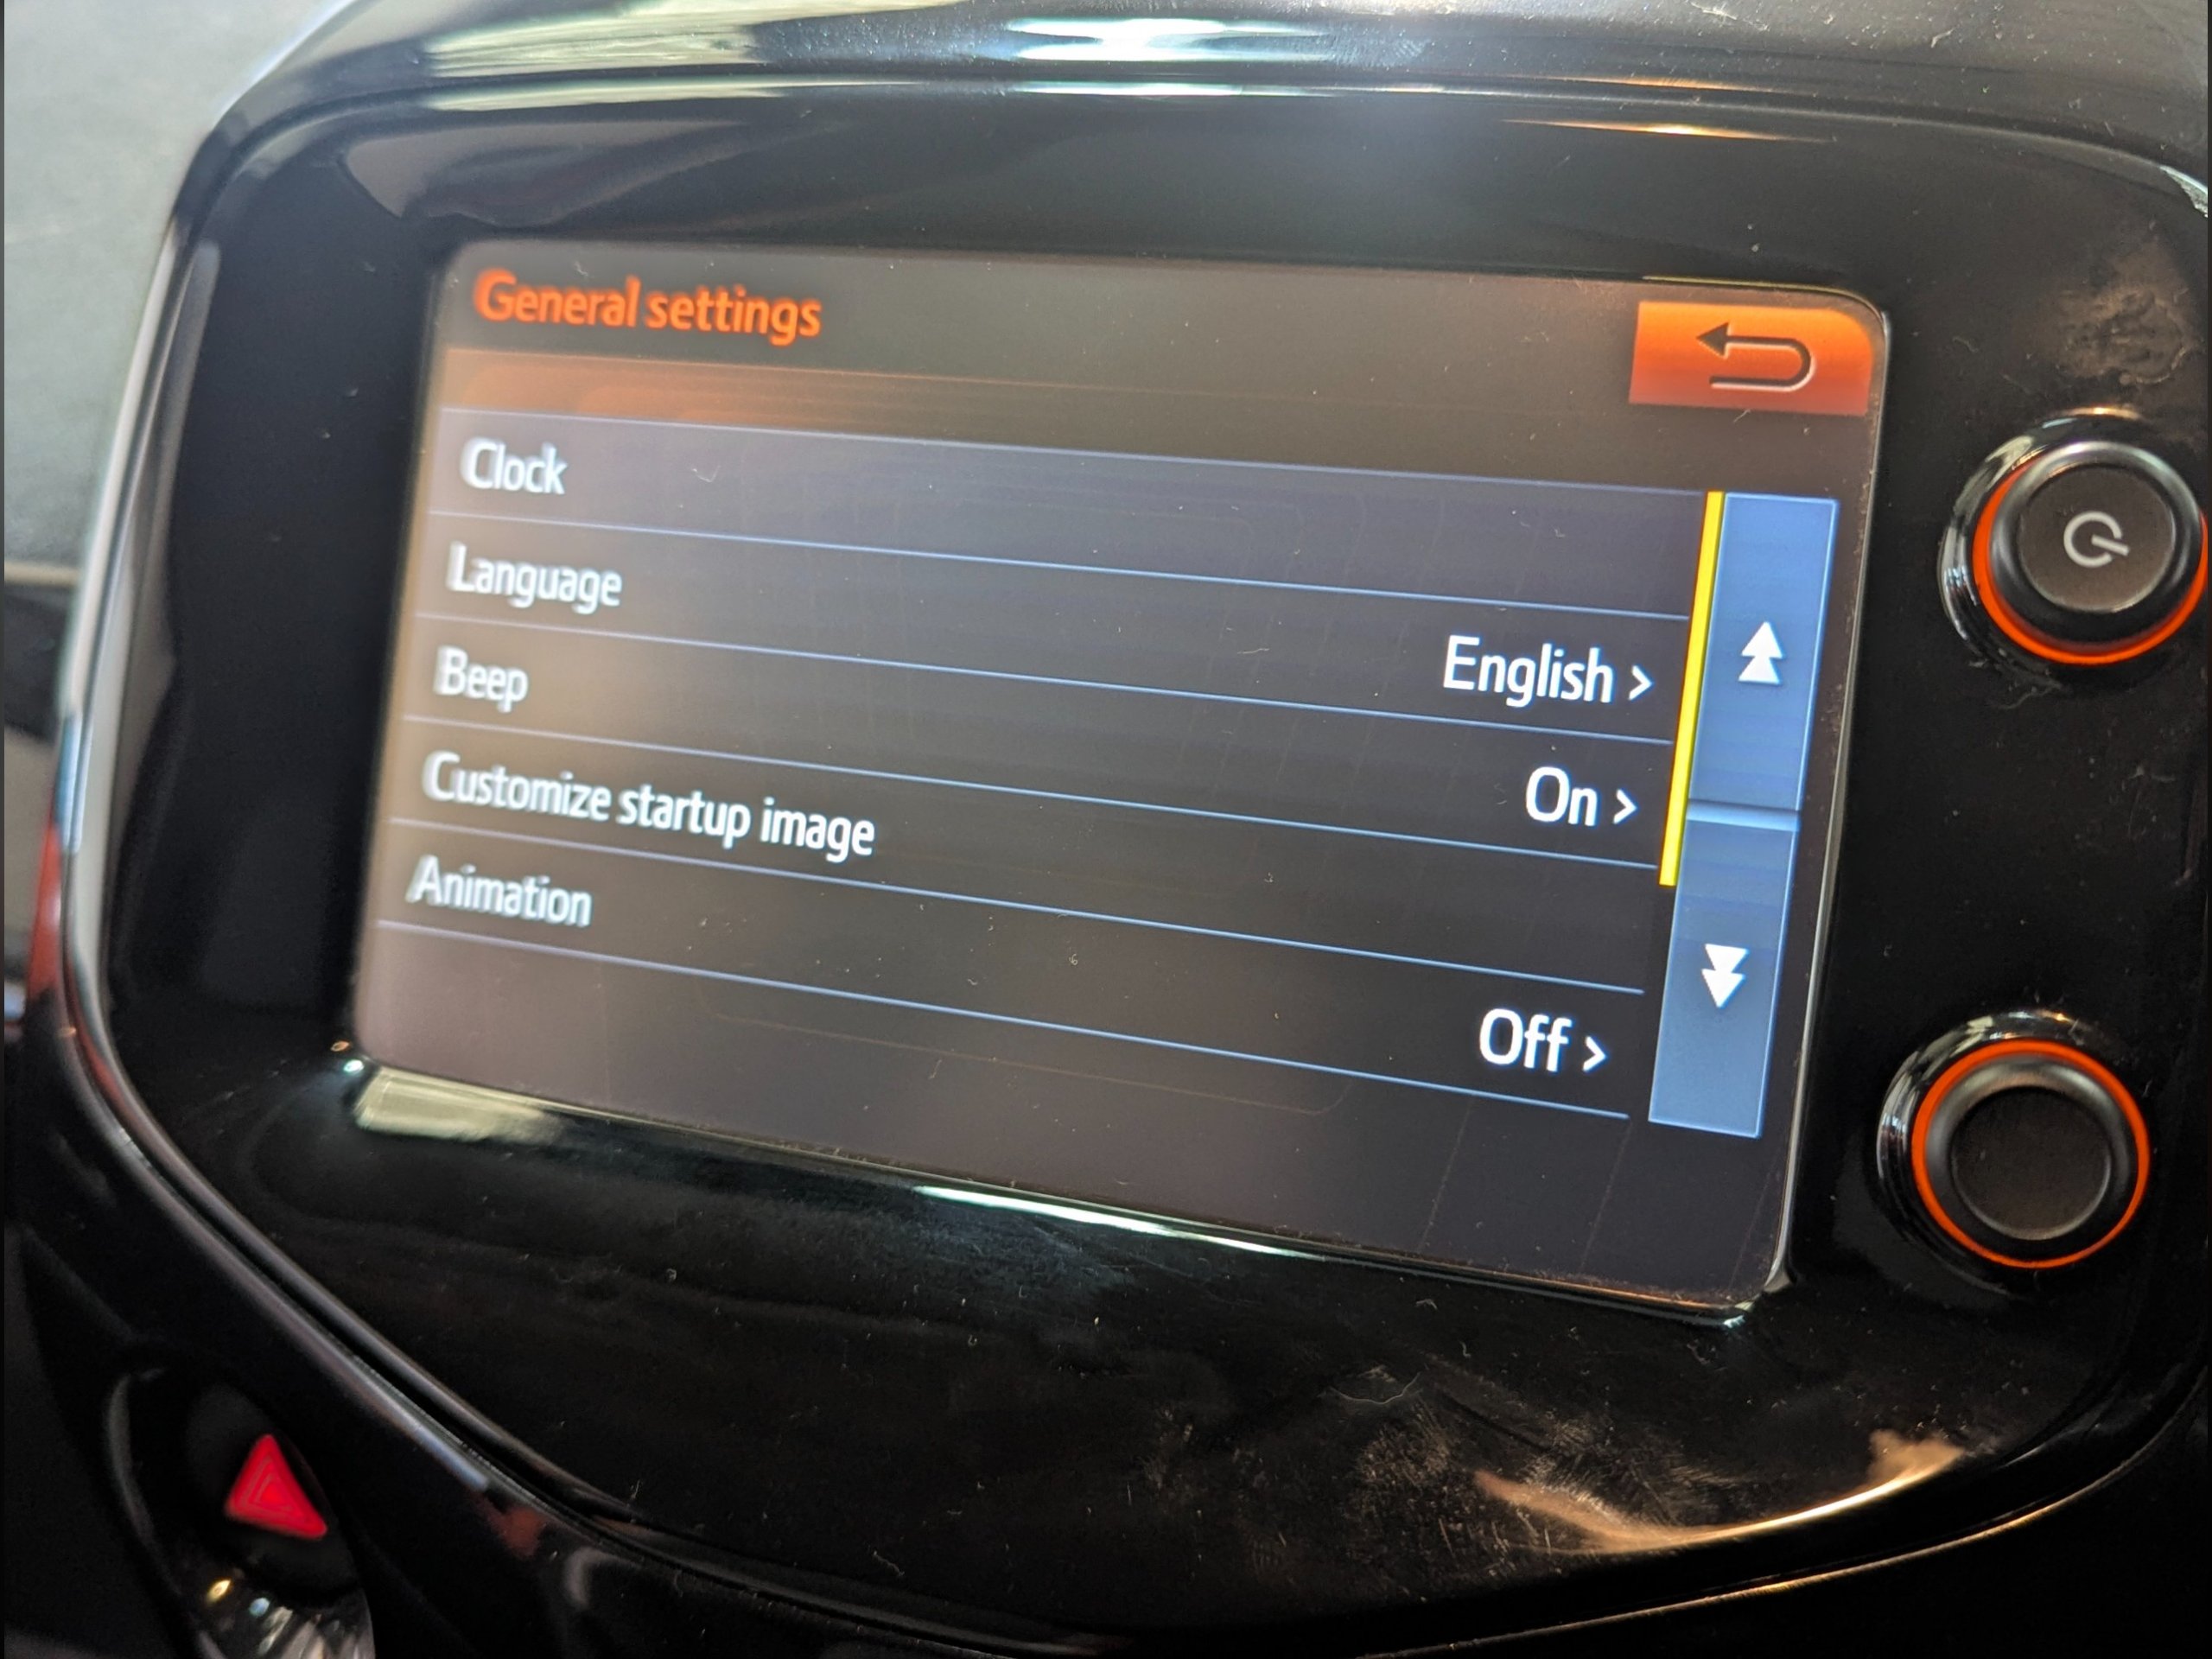 General settings
Clock
Language English >
Beep On >
Customize startup image
Animation Off >